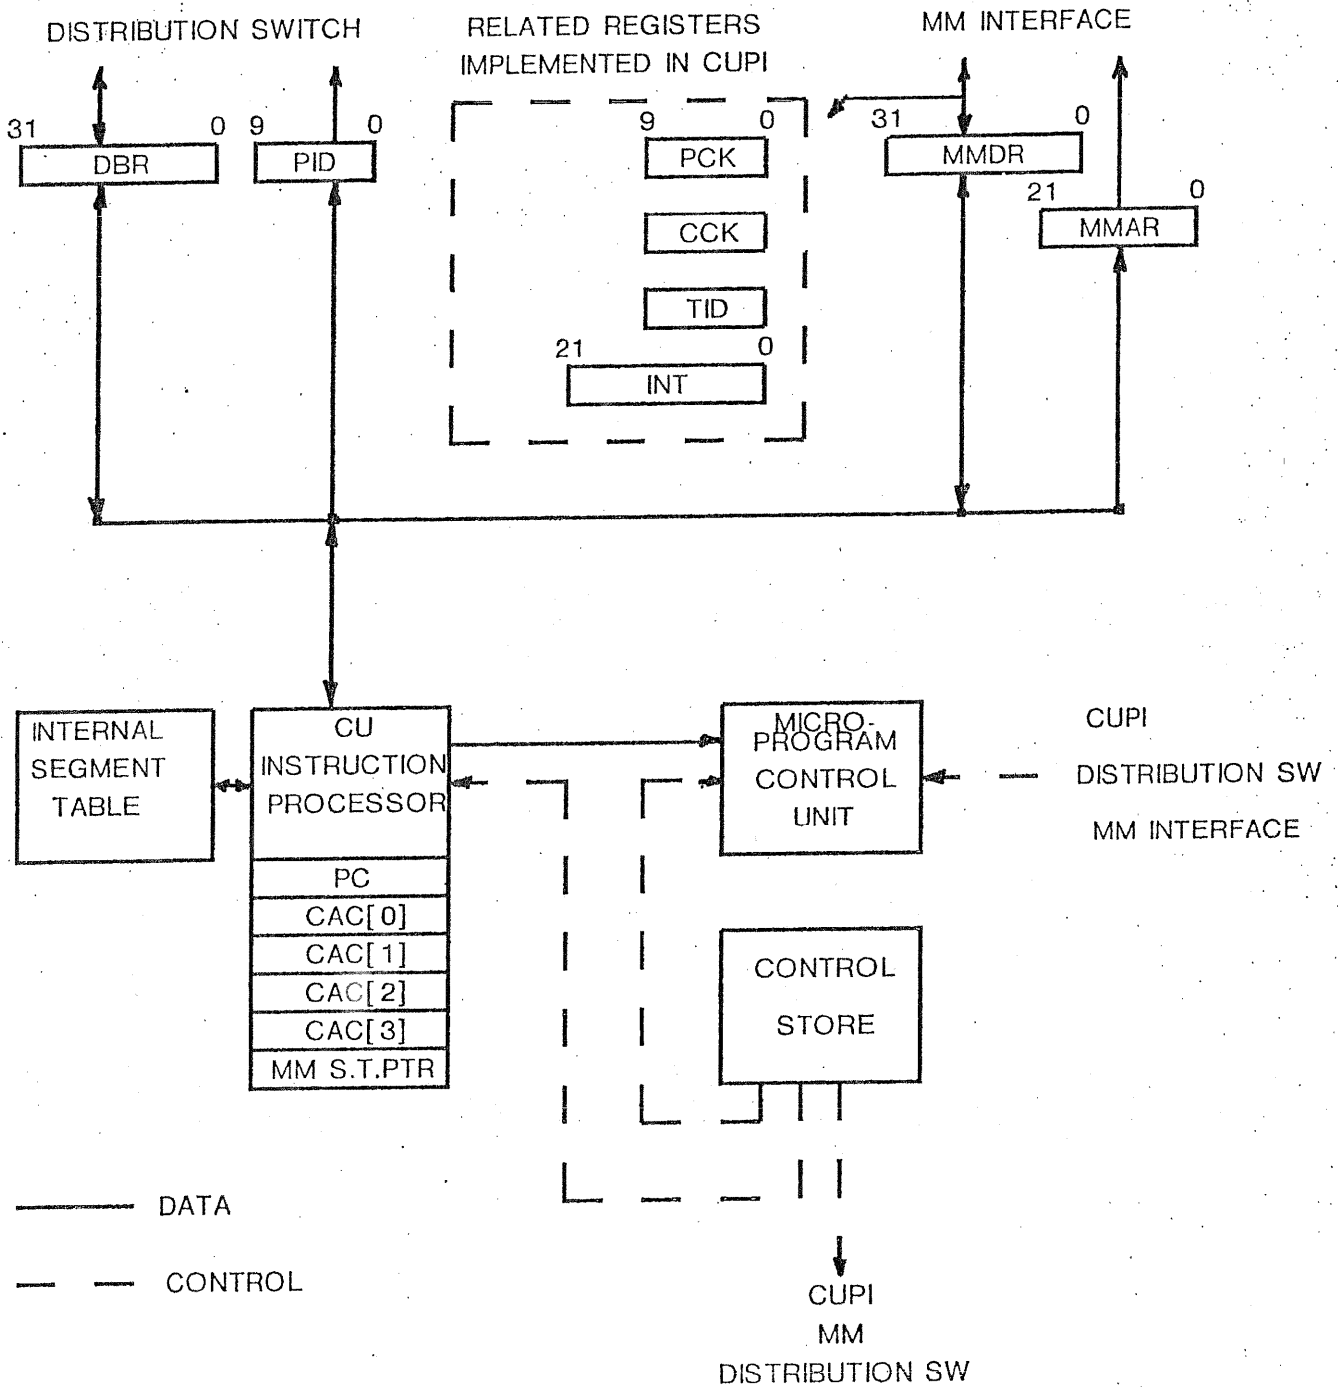 DISTRIBUTION SWITCH
RELATED REGISTERS
IMPLEMENTED IN CUPI
MM INTERFACE
31 0
DBR
9 0
PID
9 0
PCK
CCK
TID
21 0
INT
31 0
MMDR
21 0
MMAR
INTERNAL
SEGMENT
TABLE
CU
INSTRUCTION
PROCESSOR
PC
CAC[0]
CAC[1]
CAC[2]
CAC[3]
MM S.T.PTR
MICRO-
PROGRAM
CONTROL
UNIT
CUPI
DISTRIBUTION SW
MM INTERFACE
CONTROL
STORE
DATA
CONTROL
CUPI
MM
DISTRIBUTION SW